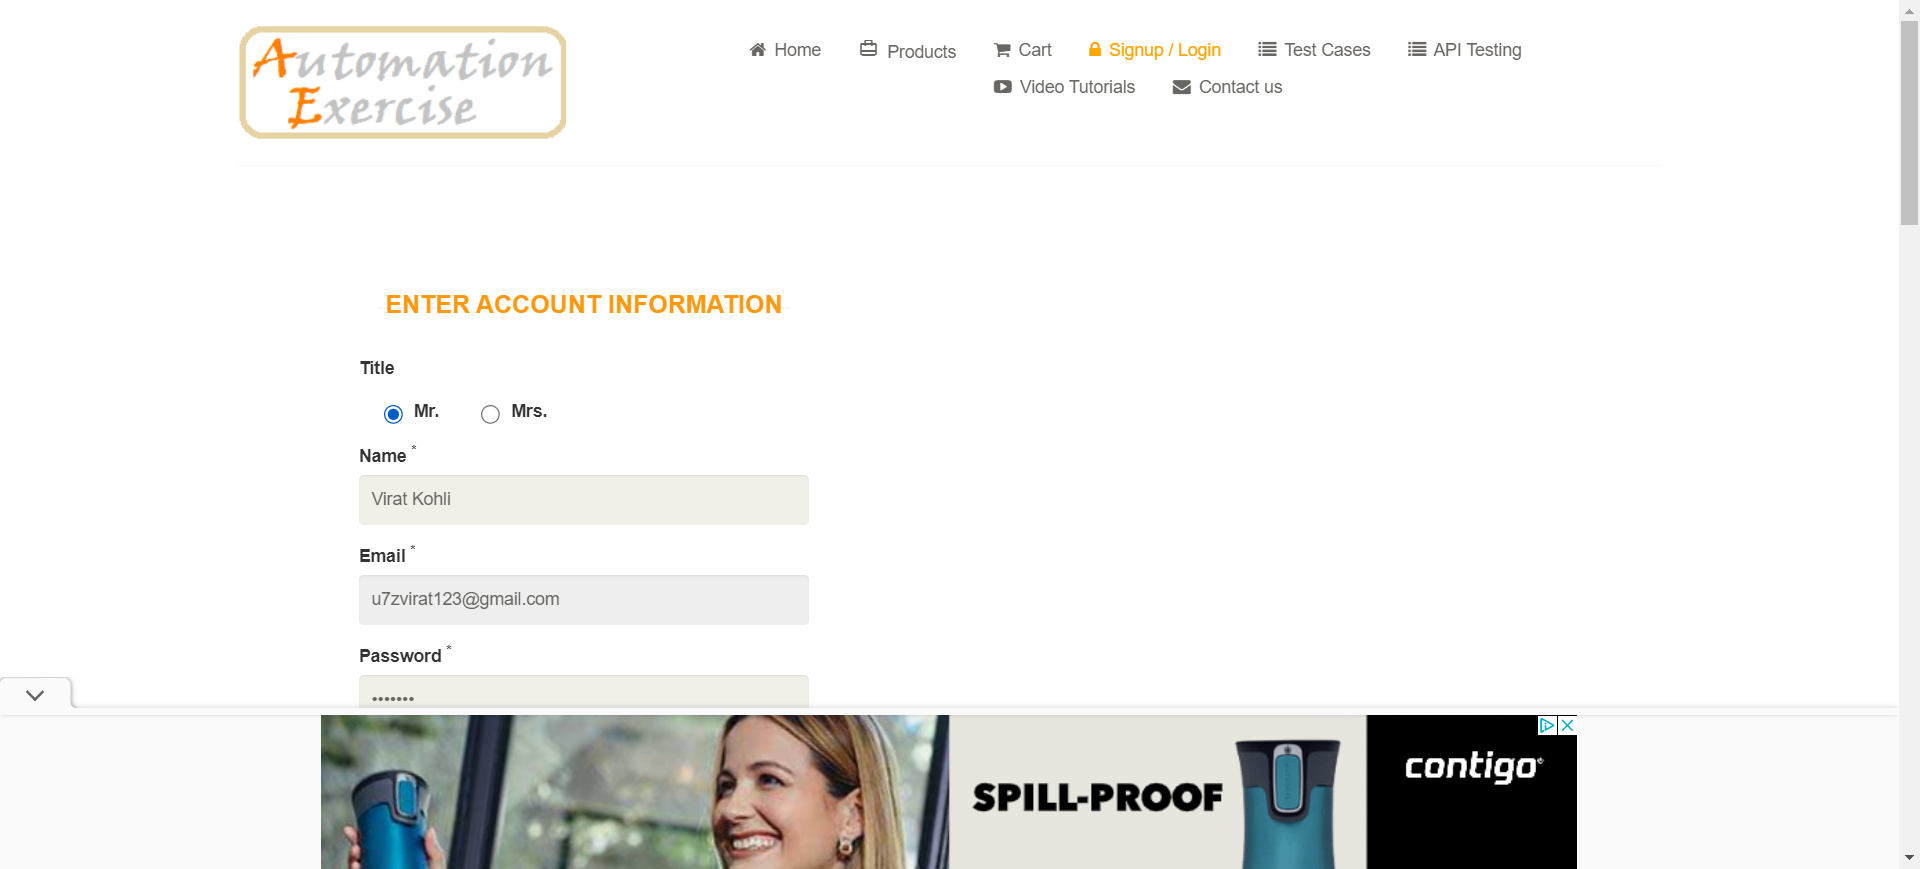 Automation
Exercise
Home
Products
Cart
Signup / Login
Test Cases
API Testing
Video Tutorials
Contact us
ENTER ACCOUNT INFORMATION
Title
Mr.
Mrs.
Name *
Virat Kohli
Email *
u7zvirat123@gmail.com
Password *
•••••••
SPILL-PROOF
contigo®